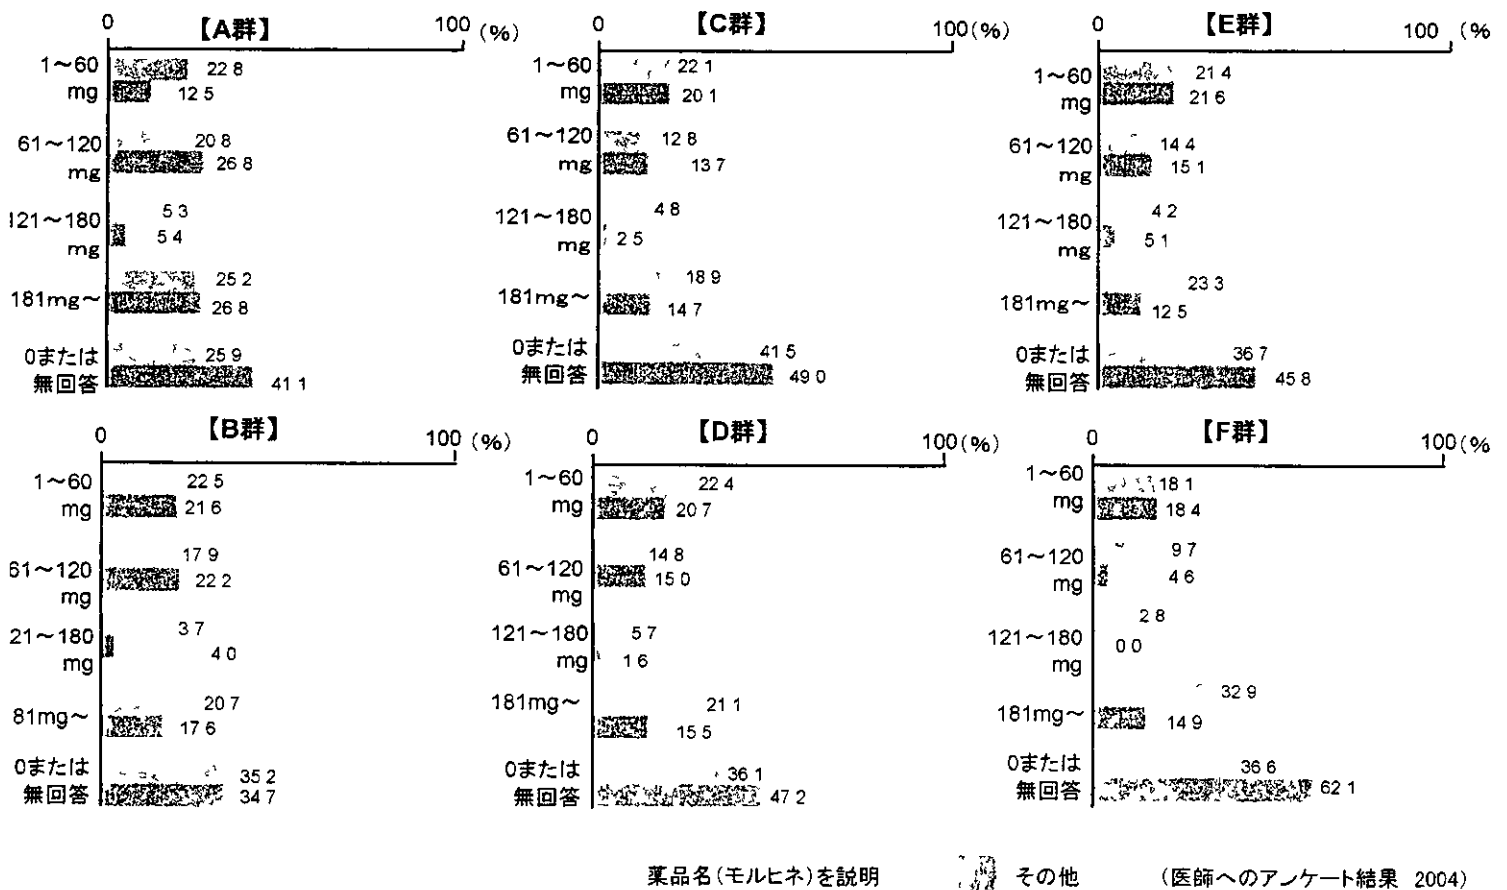 0 【A群】 100 (%)
1～60 mg
22 8
12 5
61～120 mg
20 8
26 8
121～180 mg
5 3
5 4
181mg～
25 2
26 8
0または 無回答
25 9
41 1
0 【C群】 100 (%)
1～60 mg
22 1
20 1
61～120 mg
12 8
13 7
121～180 mg
4 8
2 5
181mg～
18 9
14 7
0または 無回答
41 5
49 0
0 【E群】 100 (%
1～60 mg
21 4
21 6
61～120 mg
14 4
15 1
121～180 mg
4 2
5 1
181mg～
23 3
12 5
0または 無回答
36 7
45 8
0 【B群】 100 (%)
1～60 mg
22 5
21 6
61～120 mg
17 9
22 2
21～180 mg
3 7
4 0
81mg～
20 7
17 6
0または 無回答
35 2
34 7
0 【D群】 100(%)
1～60 mg
22 4
20 7
61～120 mg
14 8
15 0
121～180 mg
5 7
1 6
181mg～
21 1
15 5
0または 無回答
36 1
47 2
0 【F群】 100(%
1～60 mg
18 1
18 4
61～120 mg
9 7
4 6
121～180 mg
2 8
0 0
181mg～
32 9
14 9
0または 無回答
36 6
62 1
薬品名(モルヒネ)を説明 その他 (医師へのアノケート結果 2004)